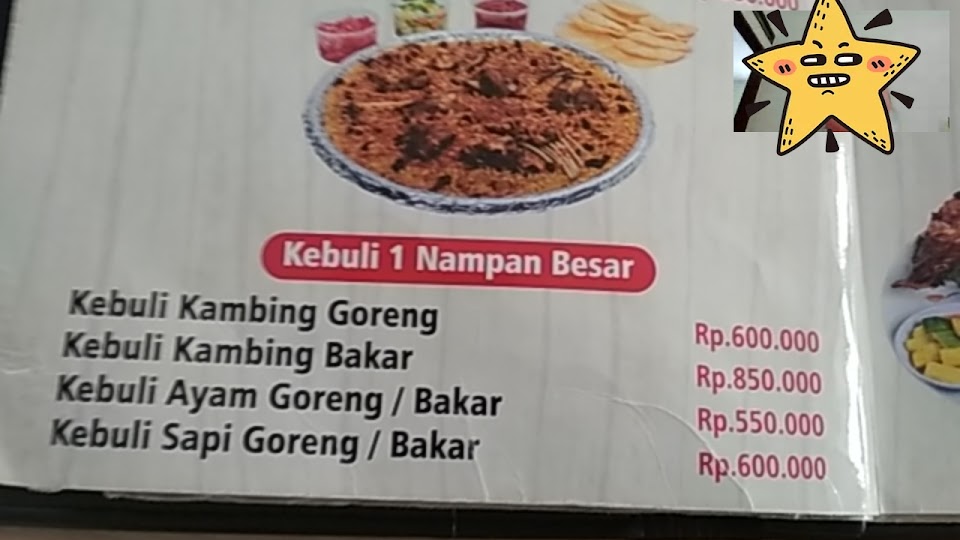 Kebuli 1 Nampan Besar
Kebuli Kambing Goreng Rp.600.000
Kebuli Kambing Bakar Rp.850.000
Kebuli Ayam Goreng / Bakar Rp.550.000
Kebuli Sapi Goreng / Bakar Rp.600.000